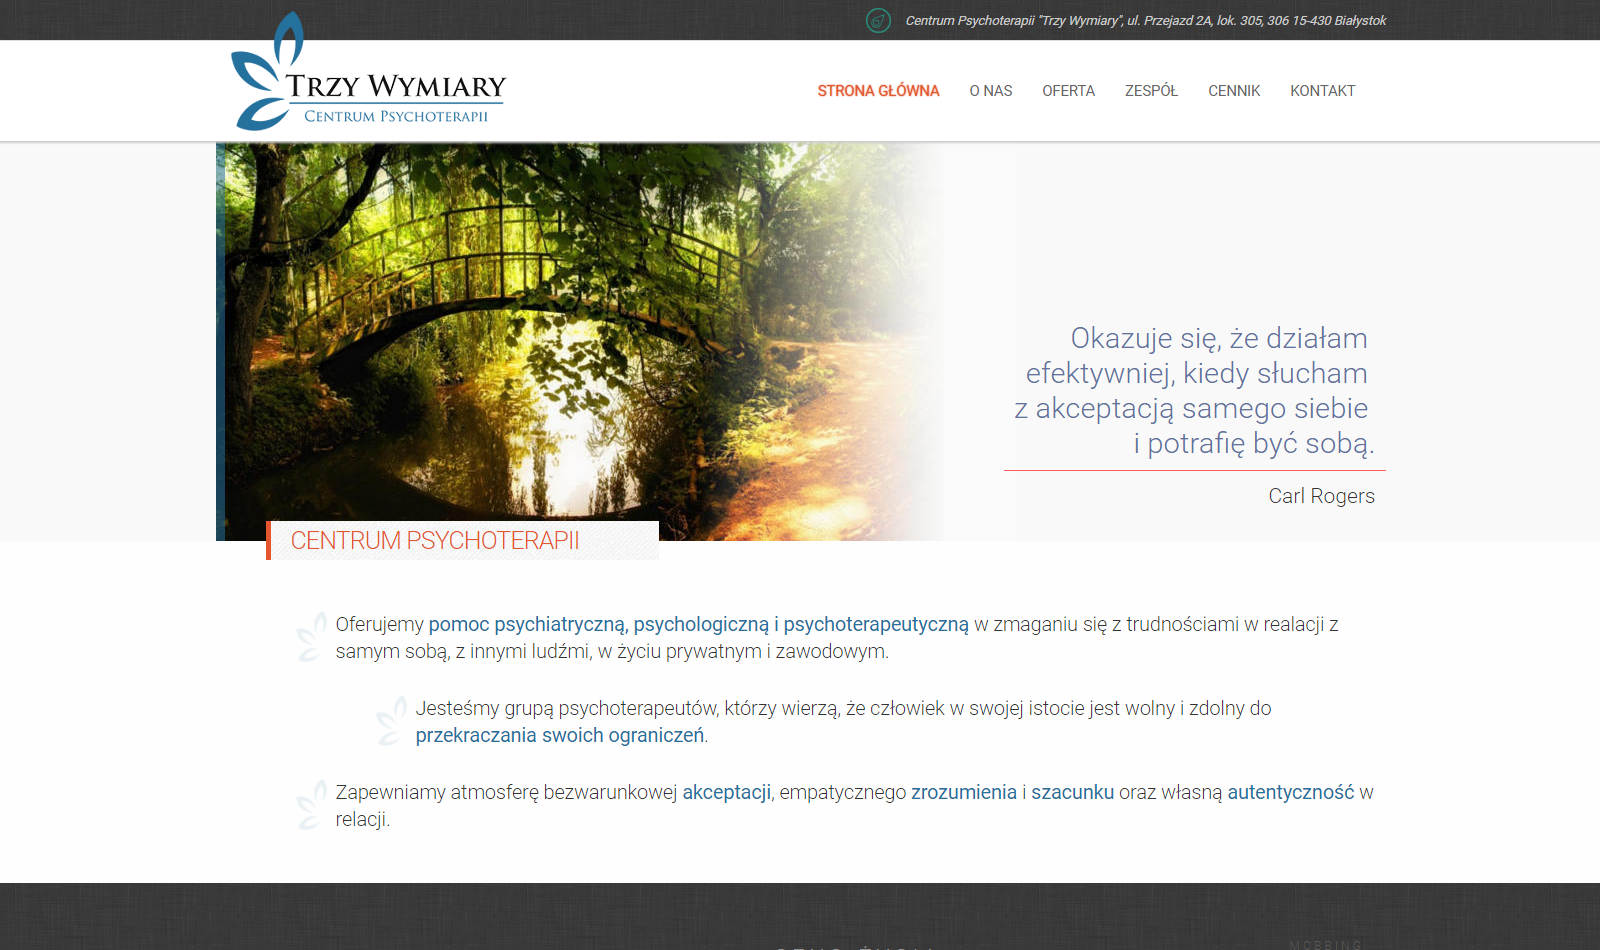 Centrum Psychoterapii "Trzy Wymiary", ul. Przejazd 2A, lok. 305, 306 15-430 Białystok
TRZY WYMIARY
CENTRUM PSYCHOTERAPII
STRONA GŁÓWNA O NAS OFERTA ZESPÓŁ CENNIK KONTAKT
Okazuje się, że działam
efektywniej, kiedy słucham
z akceptacją samego siebie
i potrafię być sobą.
Carl Rogers
CENTRUM PSYCHOTERAPII
Oferujemy pomoc psychiatryczną, psychologiczną i psychoterapeutyczną w zmaganiu się z trudnościami w realacji z
samym sobą, z innymi ludźmi, w życiu prywatnym i zawodowym.
Jesteśmy grupą psychoterapeutów, którzy wierzą, że człowiek w swojej istocie jest wolny i zdolny do
przekraczania swoich ograniczeń.
Zapewniamy atmosferę bezwarunkowej akceptacji, empatycznego zrozumienia i szacunku oraz własną autentyczność w
relacji.
MOBBING